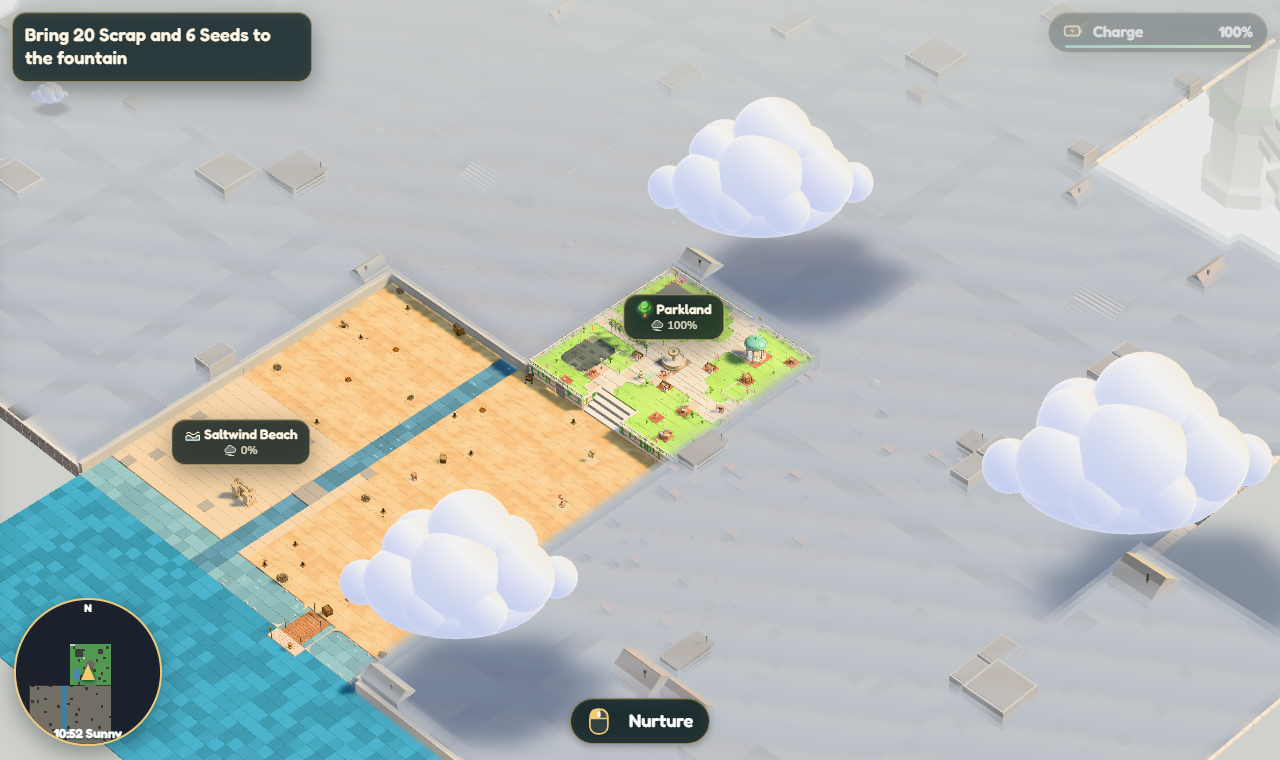 Bring 20 Scrap and 6 Seeds to
the fountain
Charge 100%
Parkland
100%
Saltwind Beach
0%
N
10:52 Sunny
Nurture